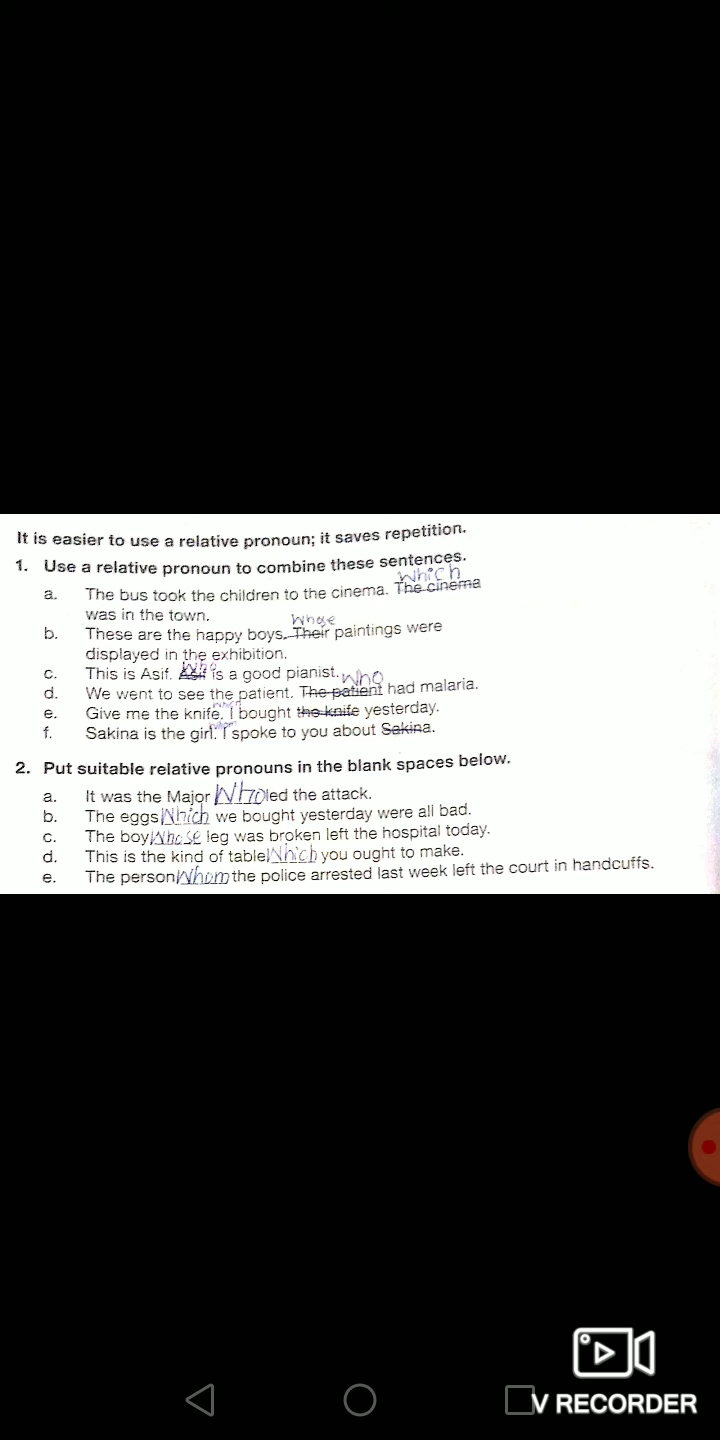 It is easier to use a relative pronoun; it saves repetition.
1. Use a relative pronoun to combine these sentences.
which
a. The bus took the children to the cinema. The cinema
was in the town.
whose
b. These are the happy boys. Their paintings were
displayed in the exhibition.
who
c. This is Asif. Asif is a good pianist.
who
d. We went to see the patient. The patient had malaria.
which
e. Give me the knife. I bought the knife yesterday.
whom
f. Sakina is the girl. I spoke to you about Sakina.
2. Put suitable relative pronouns in the blank spaces below.
a. It was the Major Who led the attack.
b. The eggs Which we bought yesterday were all bad.
c. The boy Whose leg was broken left the hospital today.
d. This is the kind of table Which you ought to make.
e. The person Whom the police arrested last week left the court in handcuffs.
V RECORDER